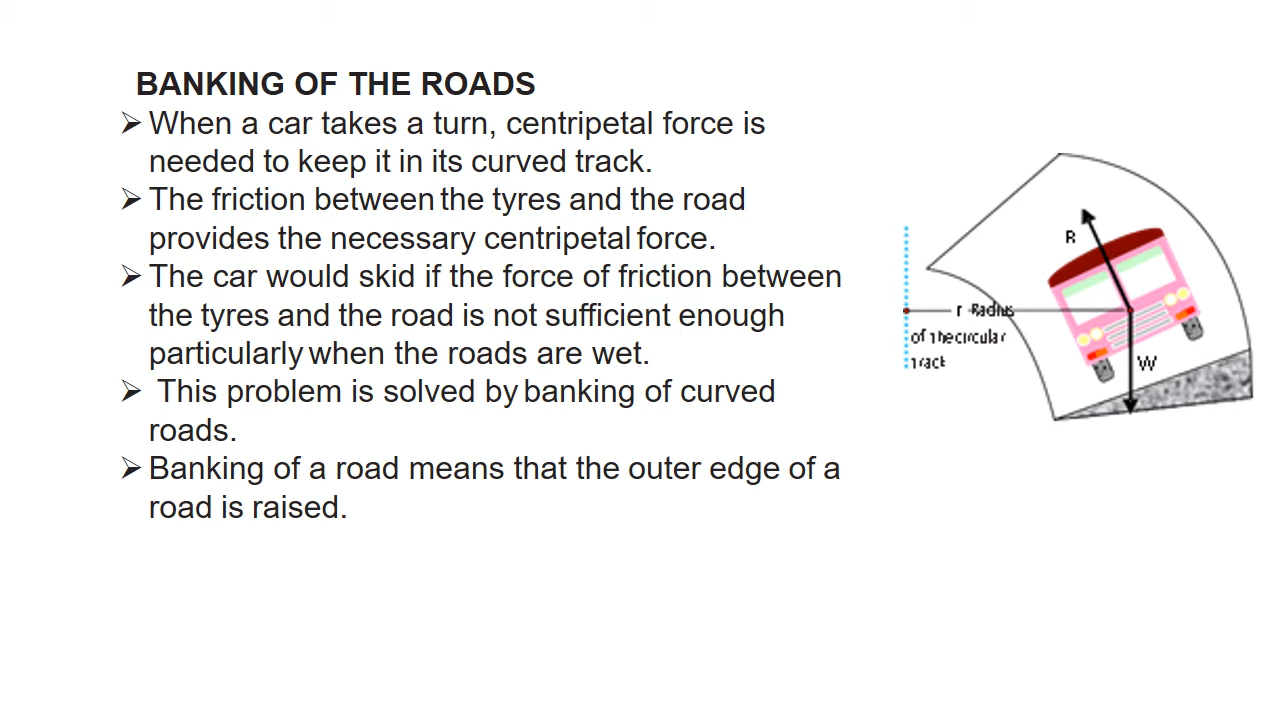 BANKING OF THE ROADS
➢ When a car takes a turn, centripetal force is
needed to keep it in its curved track.
➢ The friction between the tyres and the road
provides the necessary centripetal force.
➢ The car would skid if the force of friction between
the tyres and the road is not sufficient enough
particularly when the roads are wet.
➢ This problem is solved by banking of curved
roads.
➢ Banking of a road means that the outer edge of a
road is raised.
R
r Radius
of the circular
track
W